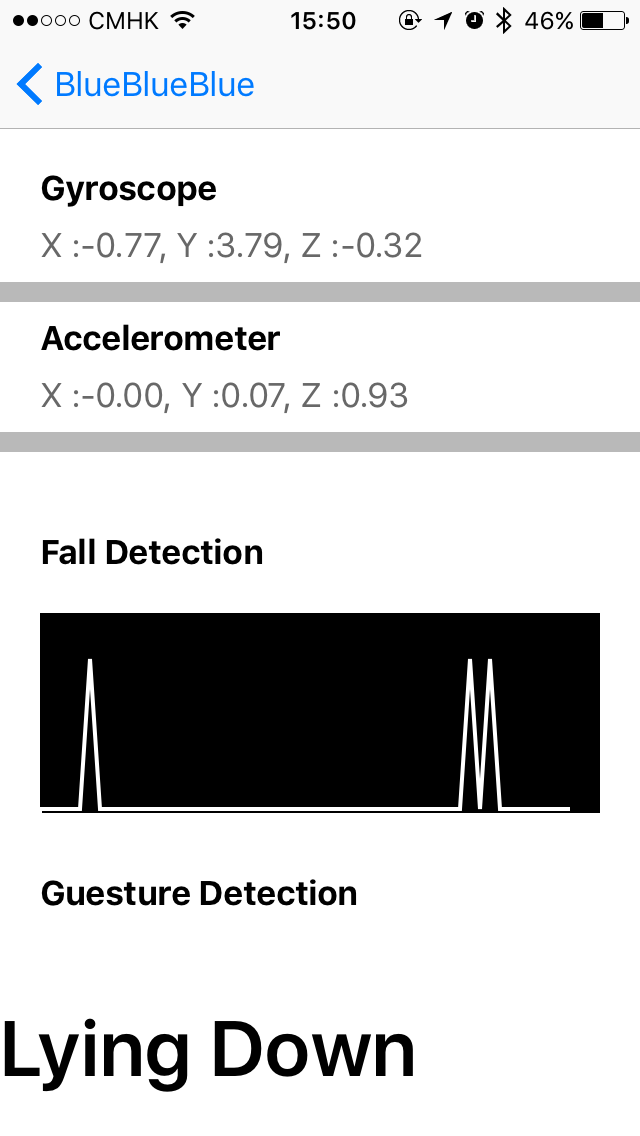 CMHK 15:50 46%
BlueBlueBlue
Gyroscope
X :-0.77, Y :3.79, Z :-0.32
Accelerometer
X :-0.00, Y :0.07, Z :0.93
Fall Detection
Guesture Detection
Lying Down